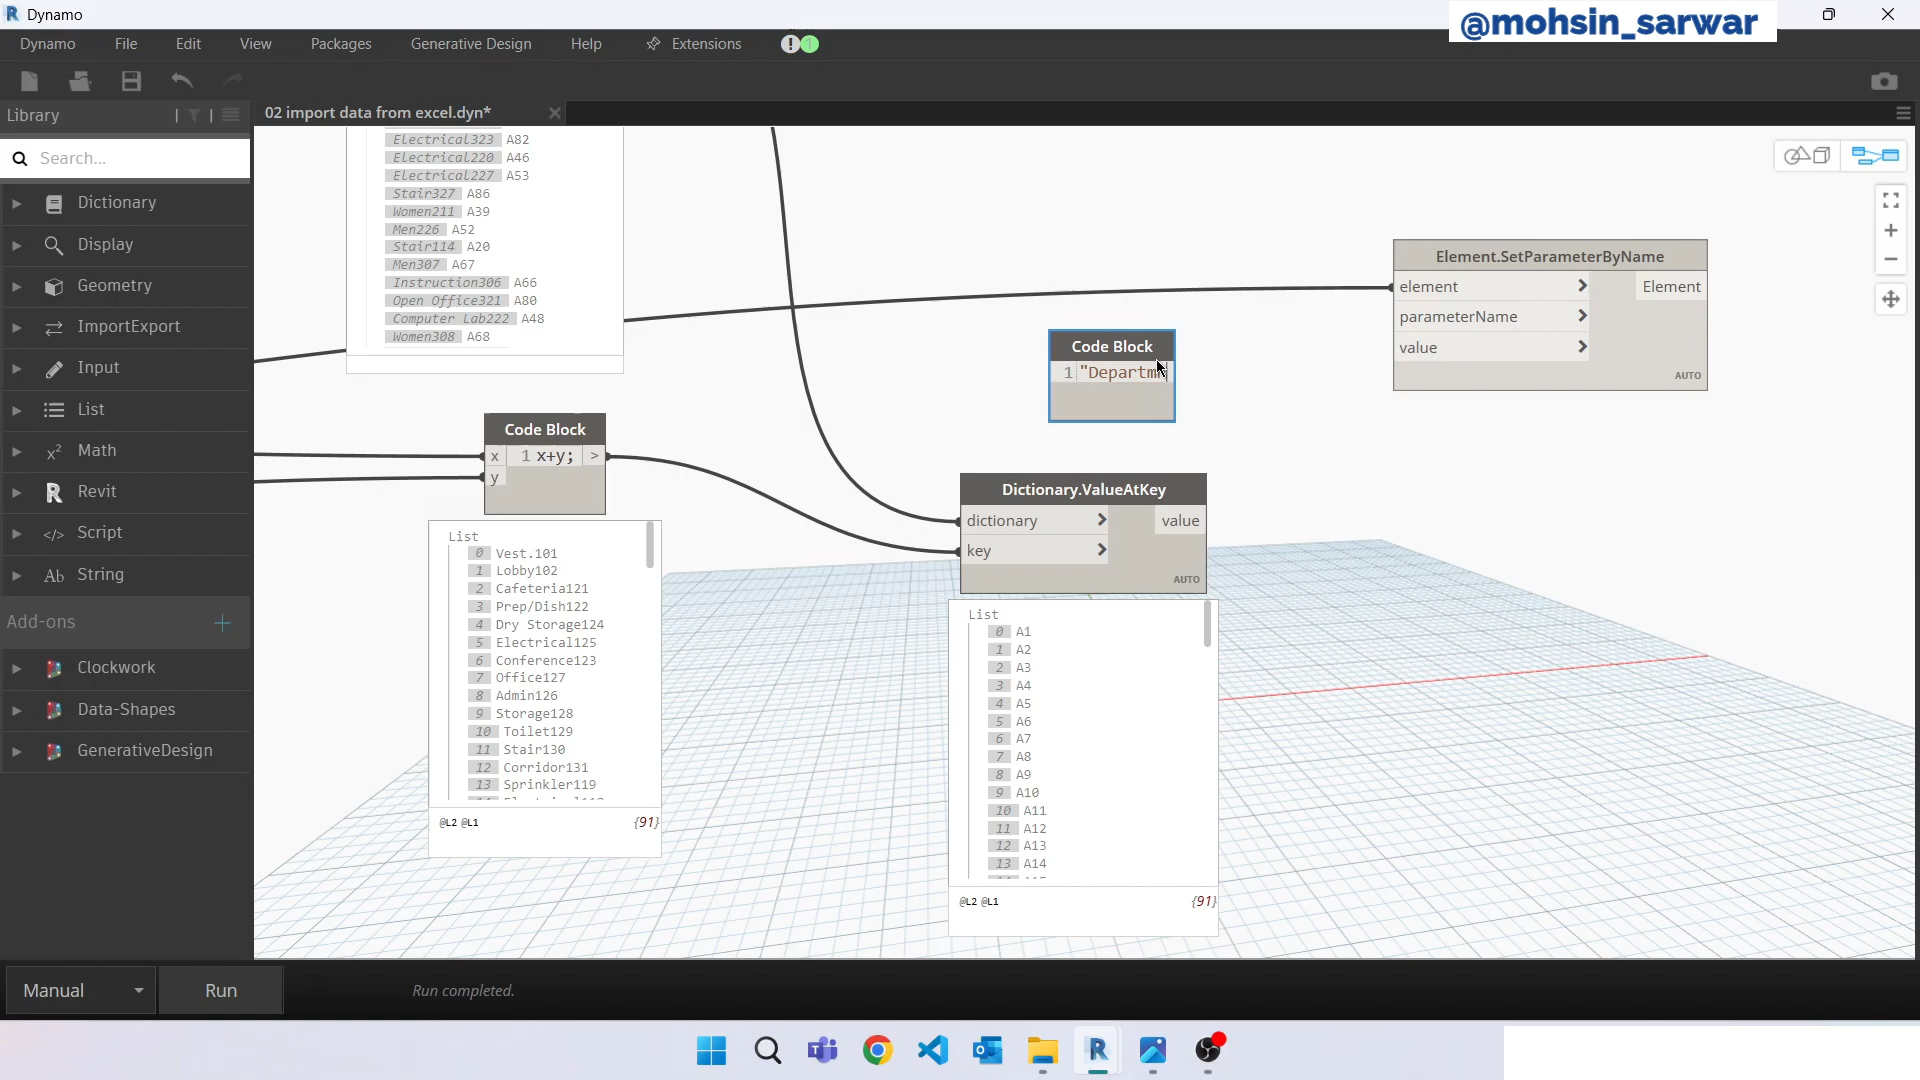 Dynamo
@mohsin_sarwar
Dynamo File Edit View Packages Generative Design Help Extensions ! 1
Library
02 import data from excel.dyn*
Search...
Dictionary
Display
Geometry
ImportExport
Input
List
Math
Revit
Script
String
Add-ons
Clockwork
Data-Shapes
GenerativeDesign
Electrical323 A82
Electrical220 A46
Electrical227 A53
Stair327 A86
Women211 A39
Men226 A52
Stair114 A20
Men307 A67
Instruction306 A66
Open Office321 A80
Computer Lab222 A48
Women308 A68
Code Block
x 1 x+y; >
y
List
0 Vest.101
1 Lobby102
2 Cafeteria121
3 Prep/Dish122
4 Dry Storage124
5 Electrical125
6 Conference123
7 Office127
8 Admin126
9 Storage128
10 Toilet129
11 Stair130
12 Corridor131
13 Sprinkler119
@L2 @L1 {91}
Code Block
1 "Departmn
Dictionary.ValueAtKey
dictionary > value
key >
AUTO
List
0 A1
1 A2
2 A3
3 A4
4 A5
5 A6
6 A7
7 A8
8 A9
9 A10
10 A11
11 A12
12 A13
13 A14
@L2 @L1 {91}
Element.SetParameterByName
element > Element
parameterName >
value >
AUTO
Manual Run Run completed.